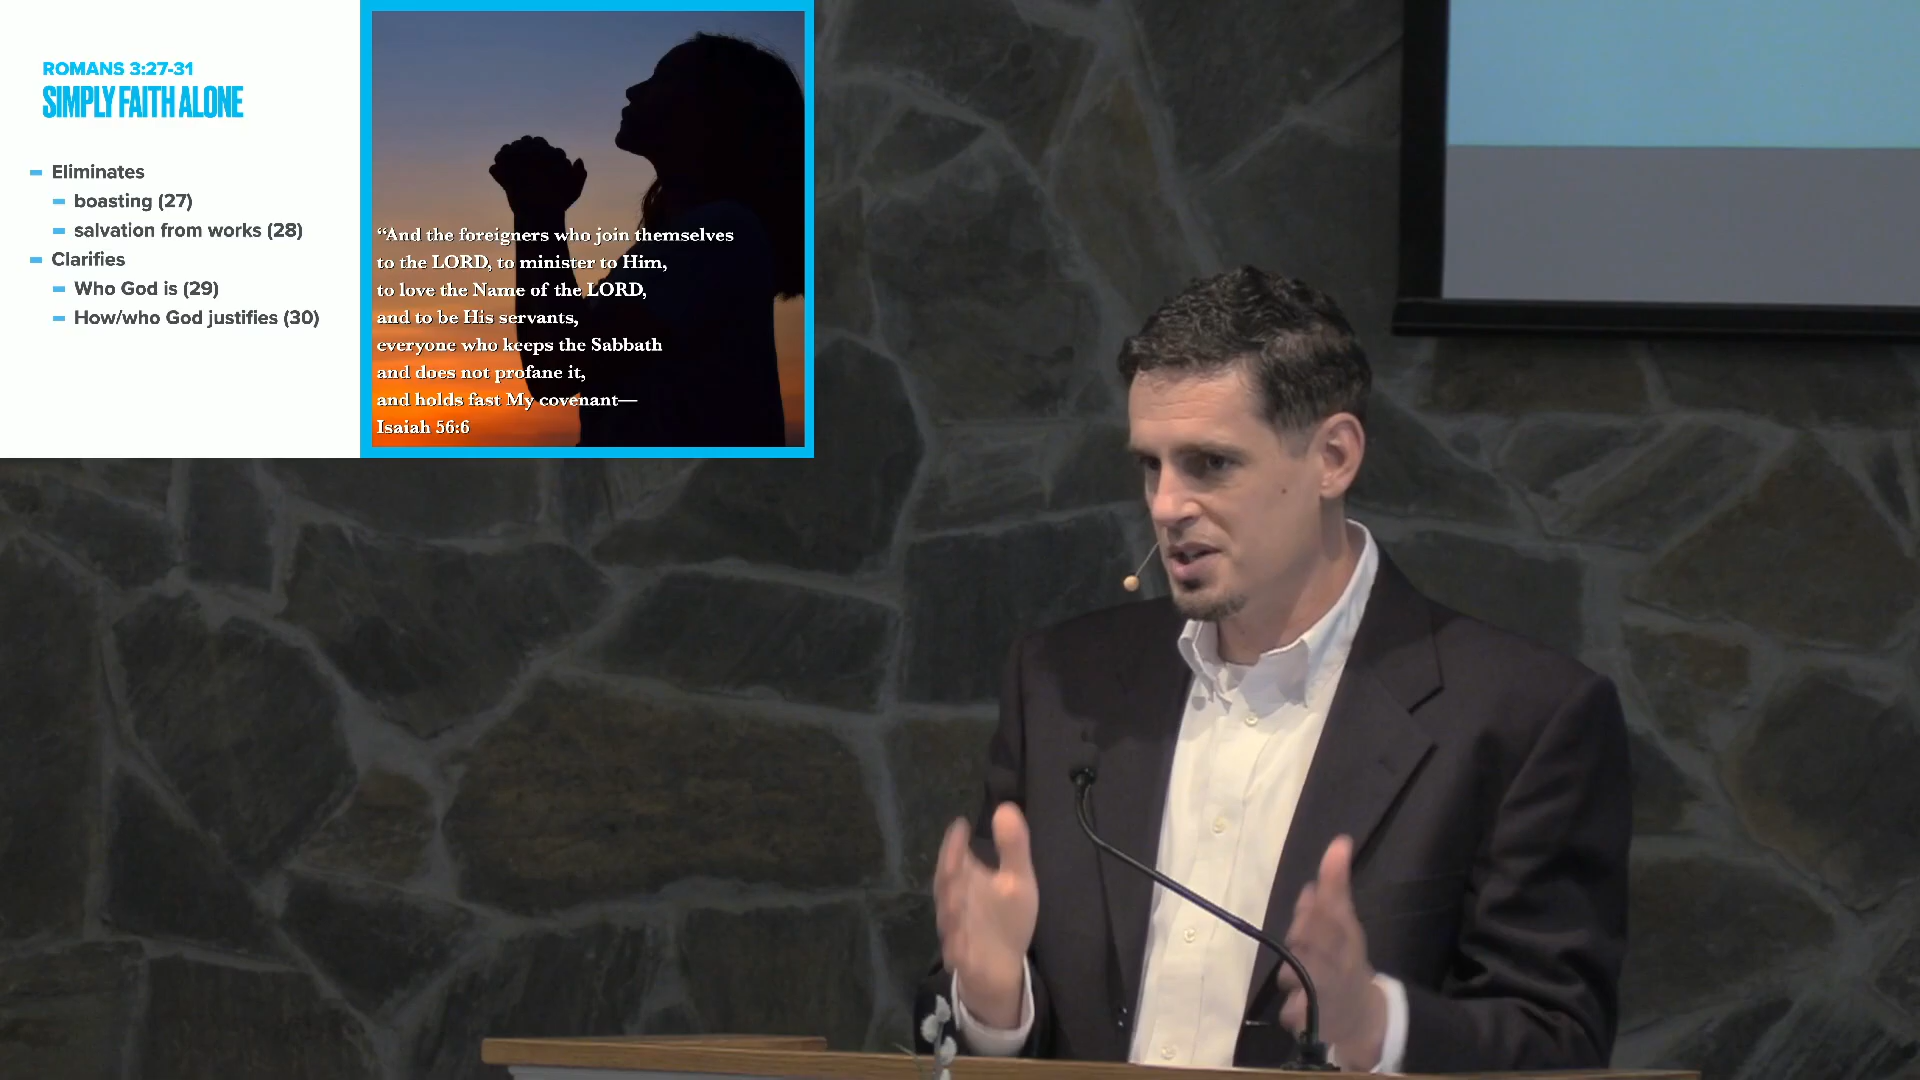 ROMANS 3:27-31
SIMPLY FAITH ALONE
Eliminates
boasting (27)
salvation from works (28)
Clarifies
Who God is (29)
How/who God justifies (30)
“And the foreigners who join themselves
to the LORD, to minister to Him,
to love the Name of the LORD,
and to be His servants,
everyone who keeps the Sabbath
and does not profane it,
and holds fast My covenant—
Isaiah 56:6